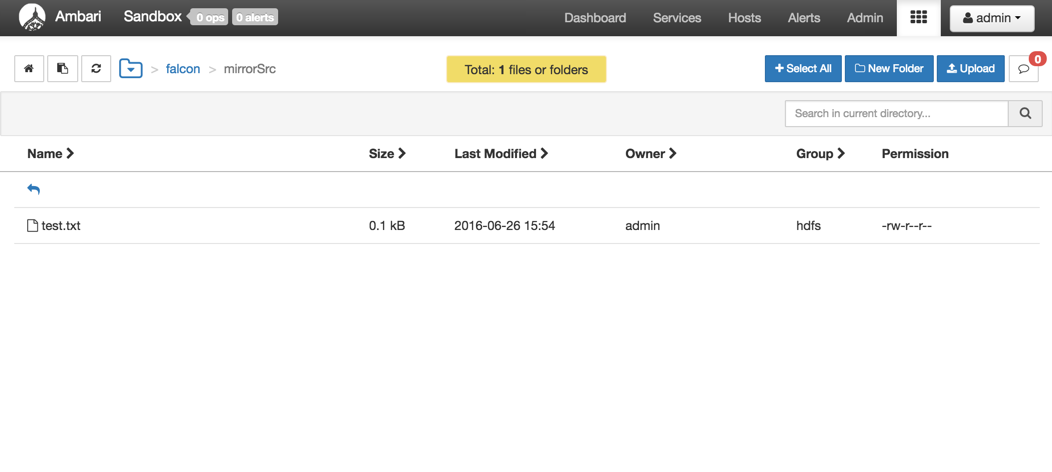 Ambari Sandbox 0 ops 0 alerts Dashboard Services Hosts Alerts Admin admin
> falcon > mirrorSrc Total: 1 files or folders Select All New Folder Upload 0
Search in current directory...
Name Size Last Modified Owner Group Permission
test.txt 0.1 kB 2016-06-26 15:54 admin hdfs -rw-r--r--